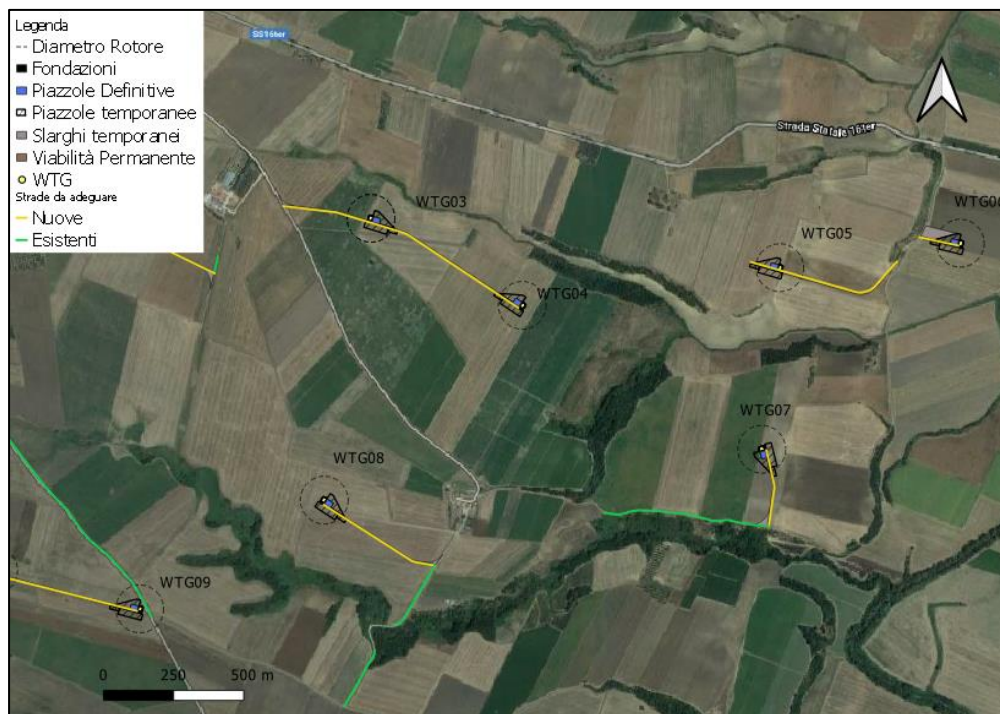 Legenda
Diametro Rotore
Fondazioni
Piazzole Definitive
Piazzole temporanee
Slarghi temporanei
Viabilità Permanente
WTG
Strade da adeguare
Nuove
Esistenti
SS16ter
Strada Statale 16ter
WTG03
WTG06
WTG05
WTG04
WTG07
WTG08
WTG09
0 250 500 m